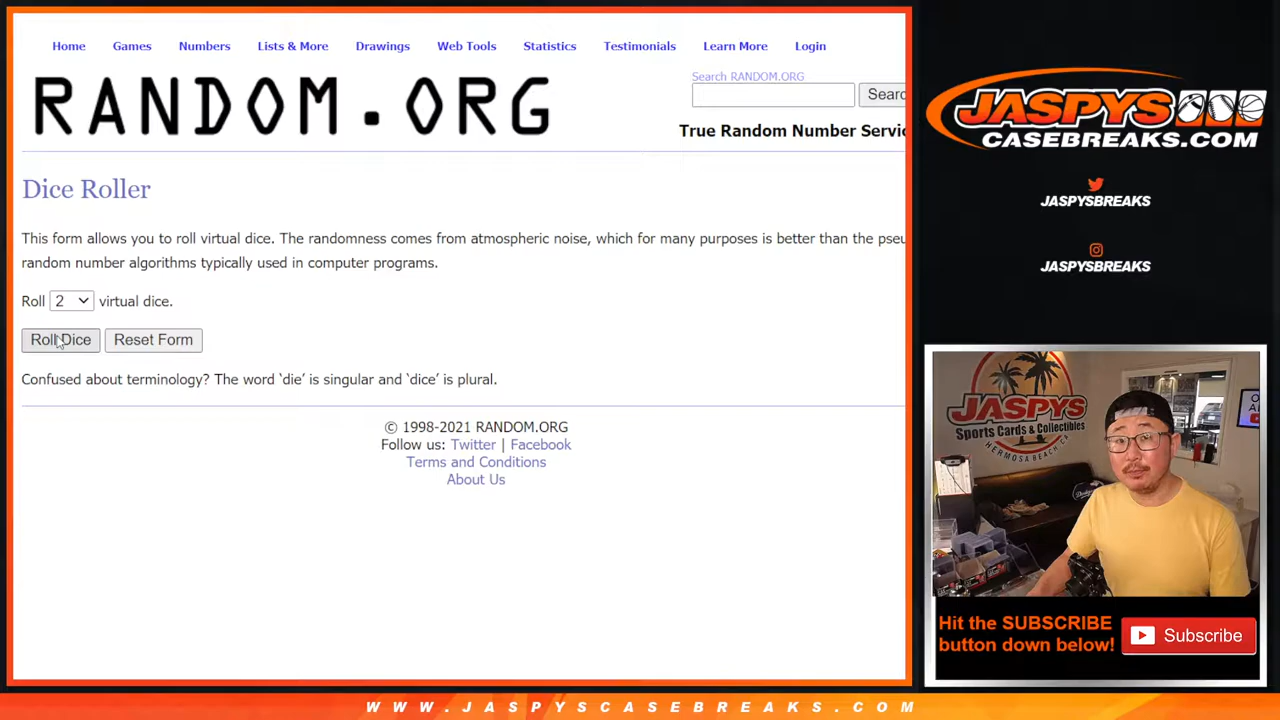 Home Games Numbers Lists & More Drawings Web Tools Statistics Testimonials Learn More Login
RANDOM.ORG
Search RANDOM.ORG
Searc
True Random Number Servic
Dice Roller
This form allows you to roll virtual dice. The randomness comes from atmospheric noise, which for many purposes is better than the pseu
random number algorithms typically used in computer programs.
Roll 2 virtual dice.
Roll Dice Reset Form
Confused about terminology? The word ‘die’ is singular and ‘dice’ is plural.
© 1998-2021 RANDOM.ORG
Follow us: Twitter | Facebook
Terms and Conditions
About Us
JASPYS
CASEBREAKS.COM
JASPYSBREAKS
JASPYSBREAKS
JASPYS
Sports Cards & Collectibles
HERMOSA BEACH, CA
Dodgers
Hit the SUBSCRIBE
button down below!
Subscribe
WWW.JASPYSCASEBREAKS.COM